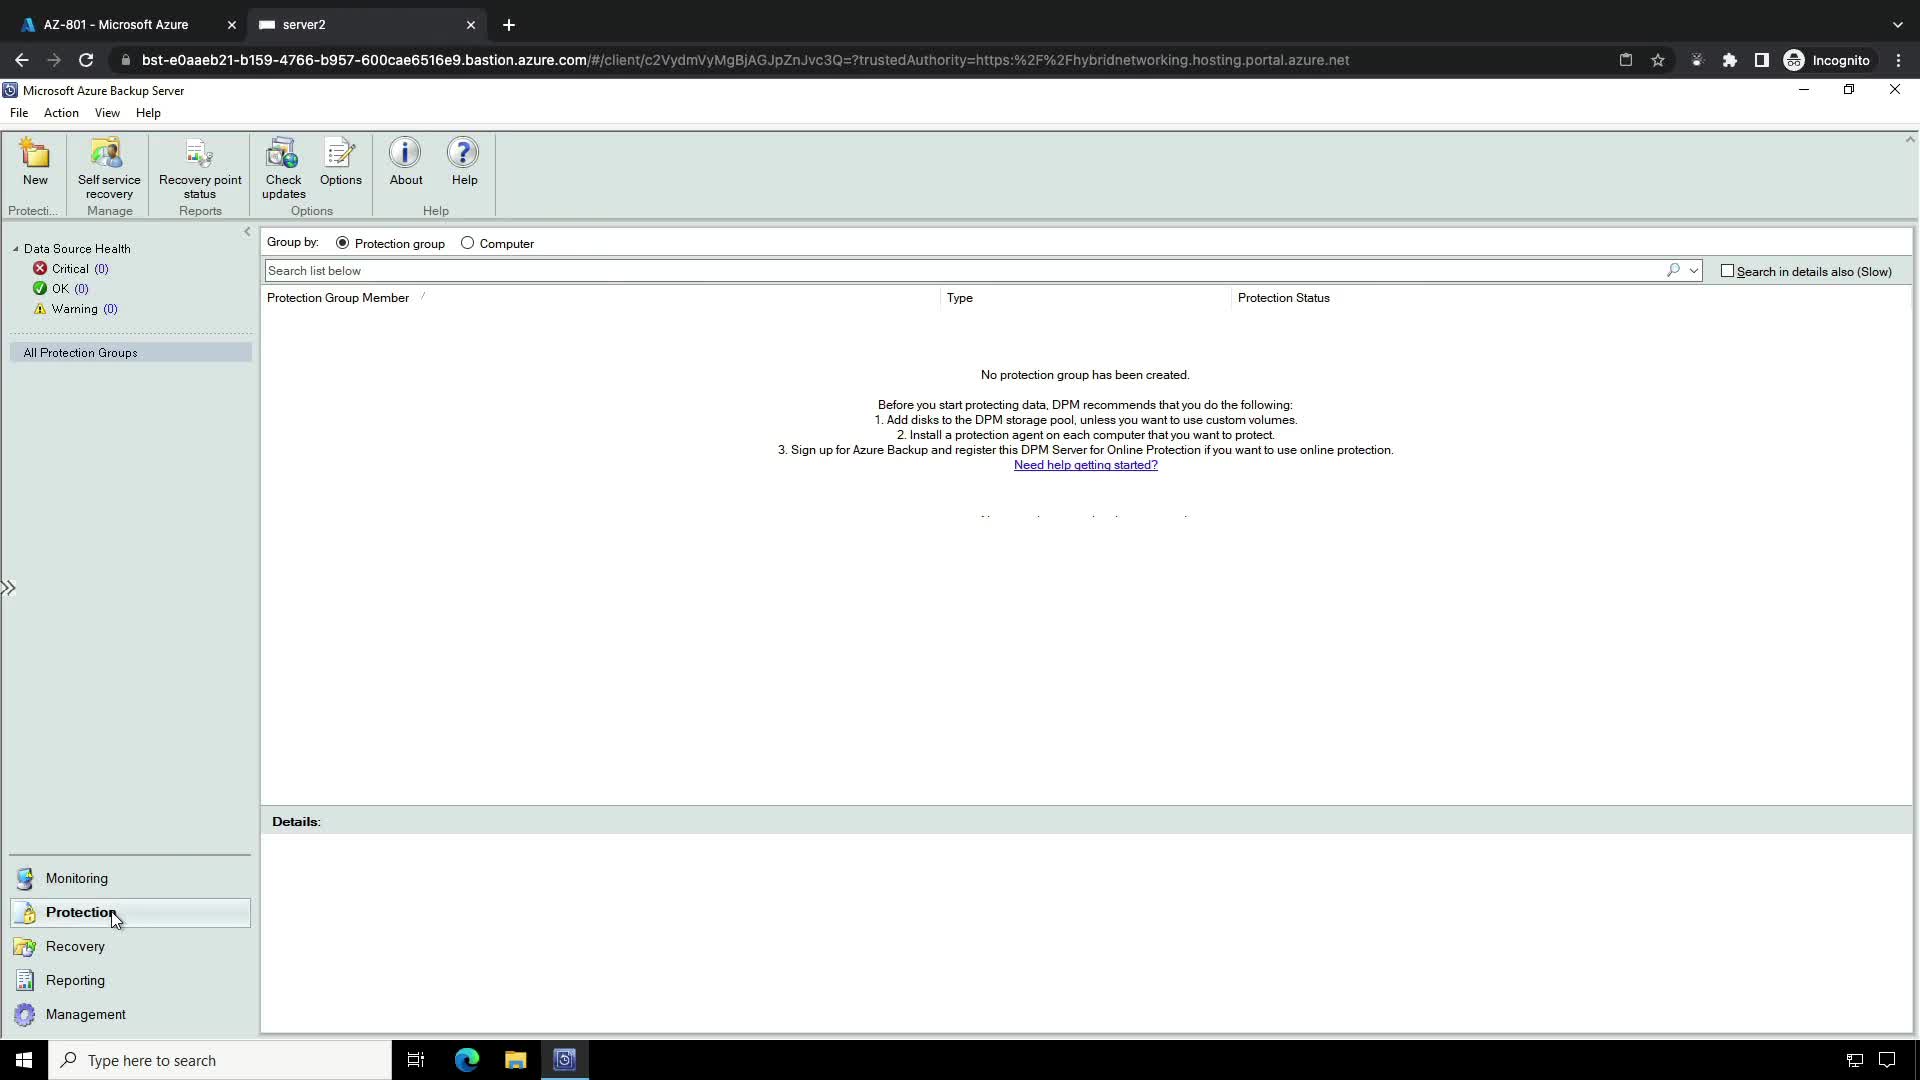 AZ-801 - Microsoft Azure
server2
bst-e0aaeb21-b159-4766-b957-600cae6516e9.bastion.azure.com/#/client/c2VydmVyMgBjAGJpZnJvc3Q=?trustedAuthority=https:%2F%2Fhybridnetworking.hosting.portal.azure.net
Incognito
Microsoft Azure Backup Server
File Action View Help
New
Self service recovery
Recovery point status
Check updates
Options
About
Help
Protecti...
Manage
Reports
Options
Help
Data Source Health
Critical (0)
OK (0)
Warning (0)
All Protection Groups
Group by: Protection group Computer
Search list below
Search in details also (Slow)
Protection Group Member / Type Protection Status
No protection group has been created.
Before you start protecting data, DPM recommends that you do the following:
1. Add disks to the DPM storage pool, unless you want to use custom volumes.
2. Install a protection agent on each computer that you want to protect.
3. Sign up for Azure Backup and register this DPM Server for Online Protection if you want to use online protection.
Need help getting started?
Details:
Monitoring
Protection
Recovery
Reporting
Management
Type here to search